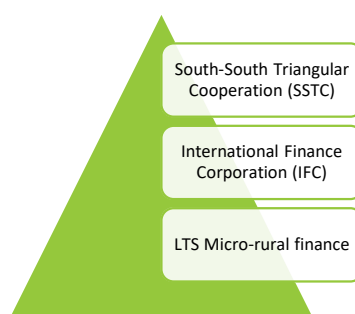 South-South Triangular
Cooperation (SSTC)
International Finance
Corporation (IFC)
LTS Micro-rural finance